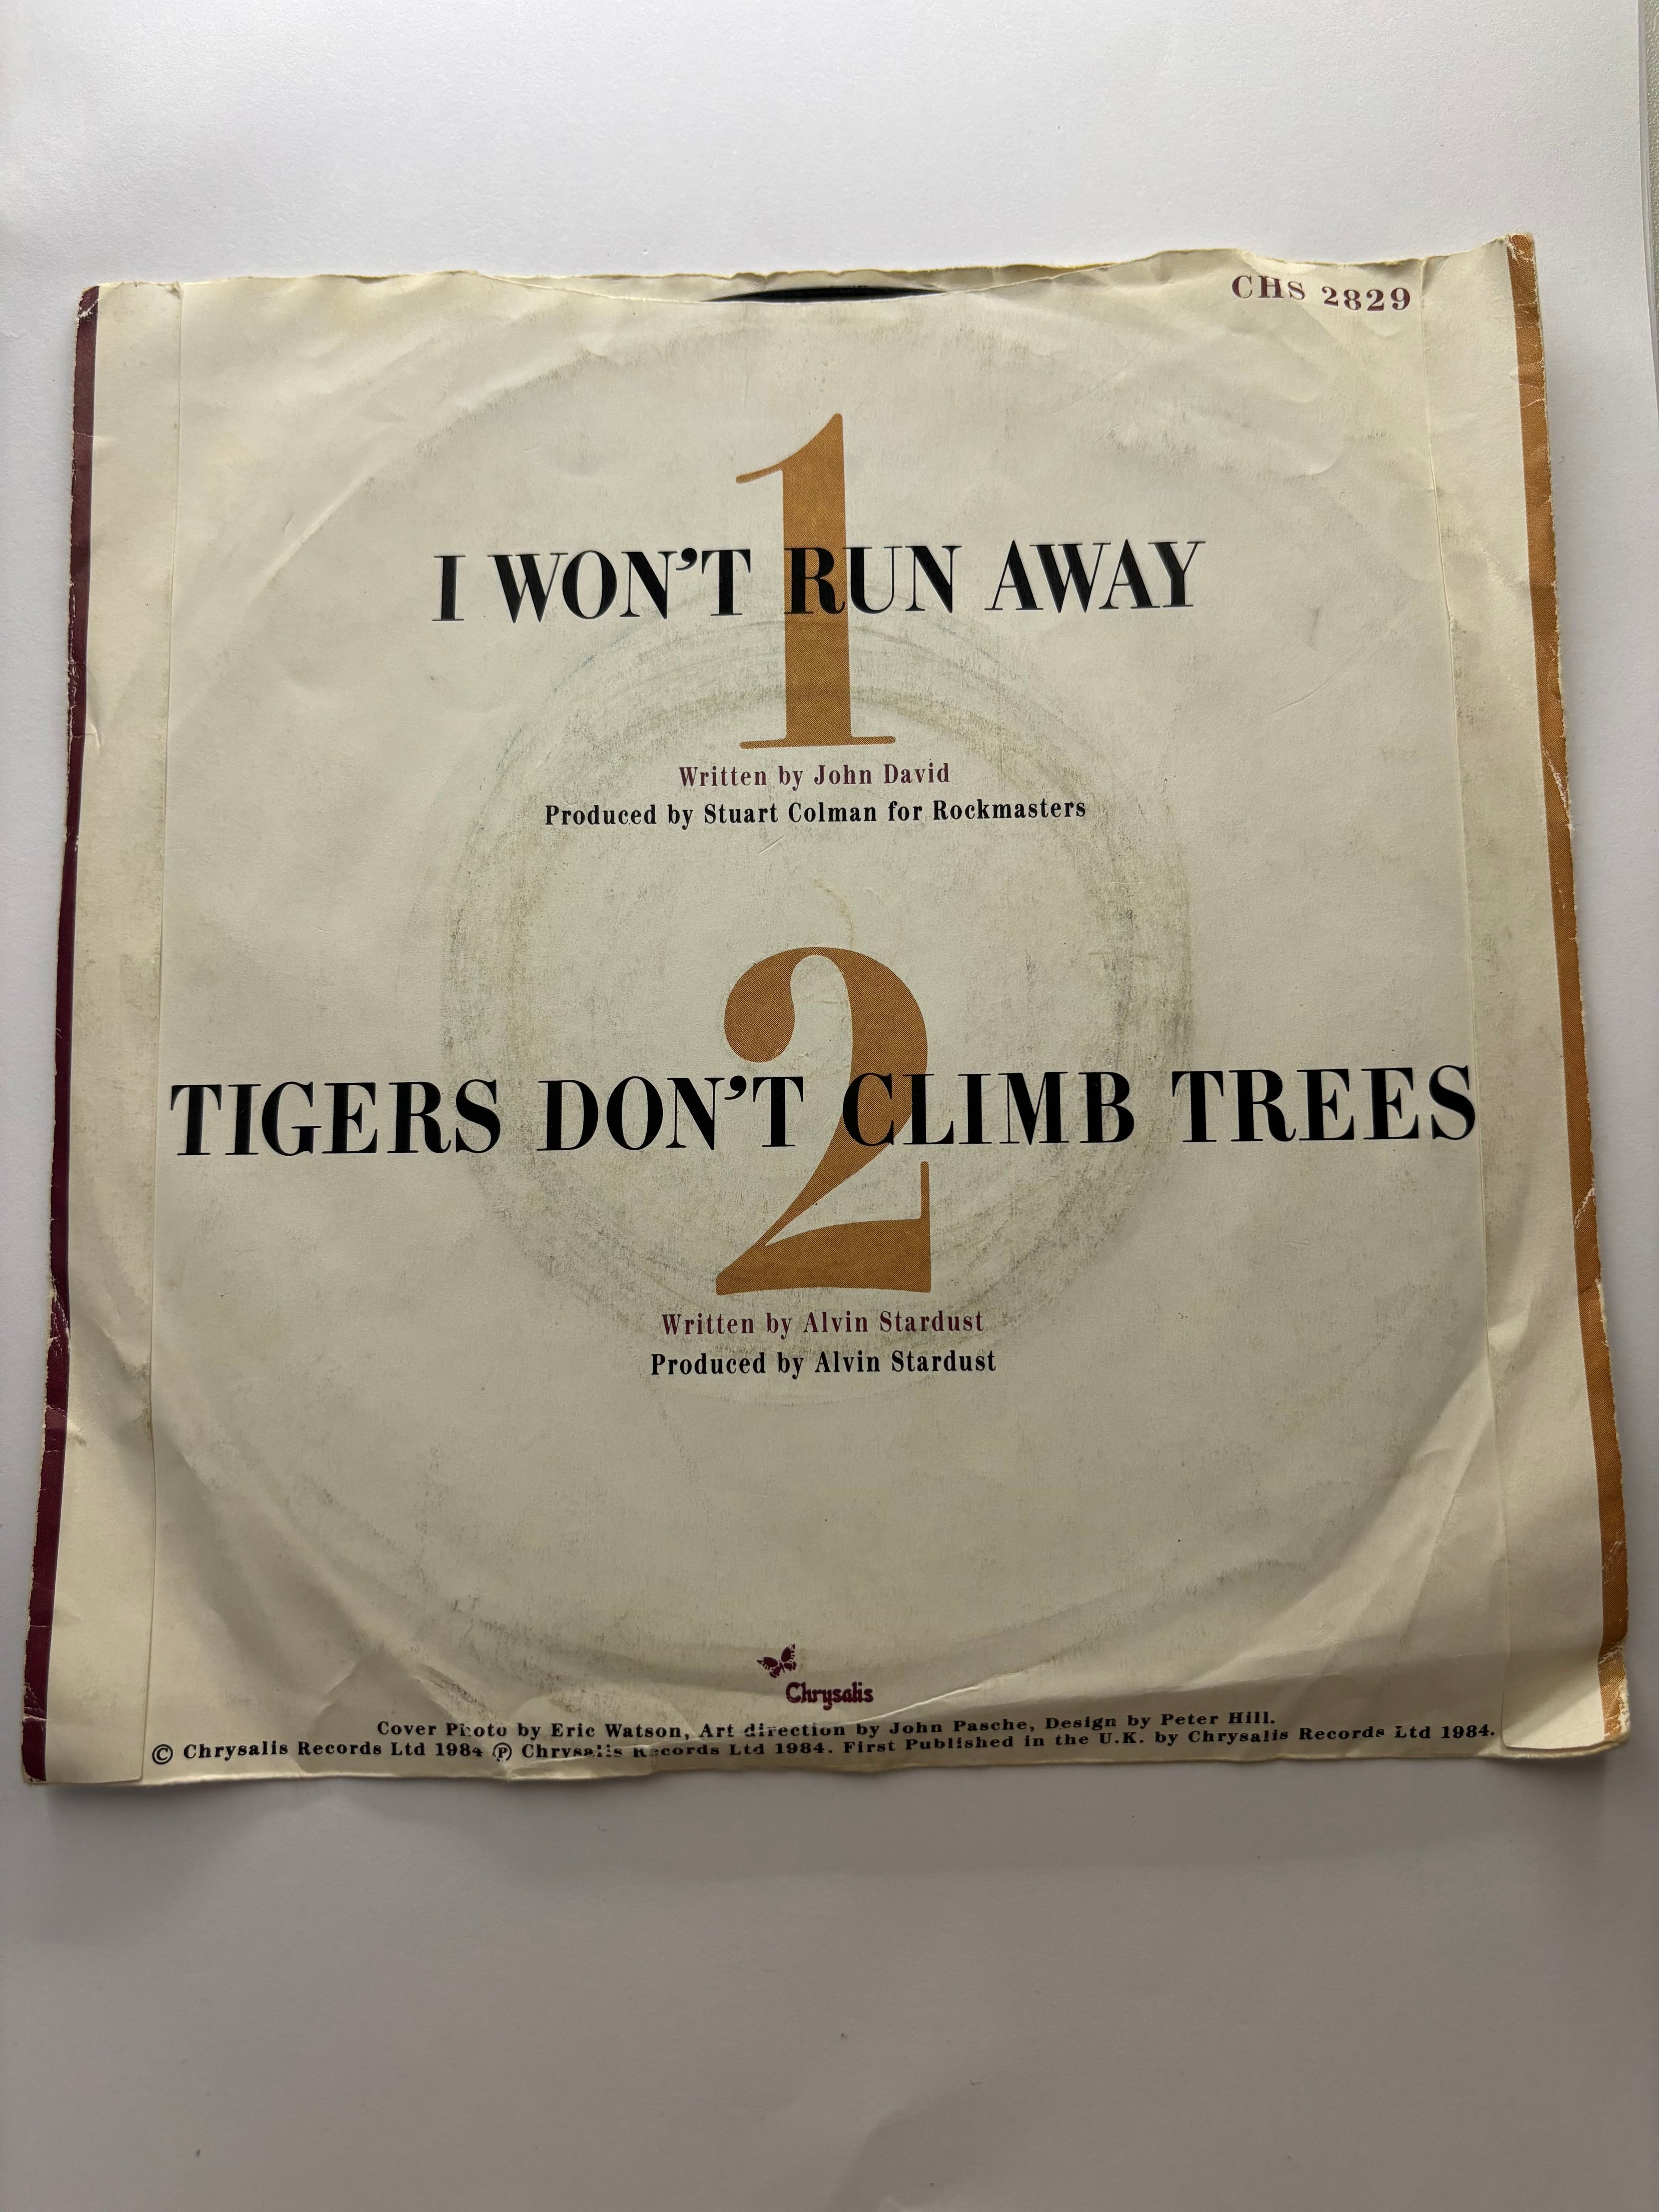 CHS 2829
1
I WON'T RUN AWAY
Written by John David
Produced by Stuart Colman for Rockmasters
2
TIGERS DON'T CLIMB TREES
Written by Alvin Stardust
Produced by Alvin Stardust
Chrysalis
Cover Photo by Eric Watson, Art direction by John Pasche, Design by Peter Hill.
© Chrysalis Records Ltd 1984 ℗ Chrysalis Records Ltd 1984. First Published in the U.K. by Chrysalis Records Ltd 1984.